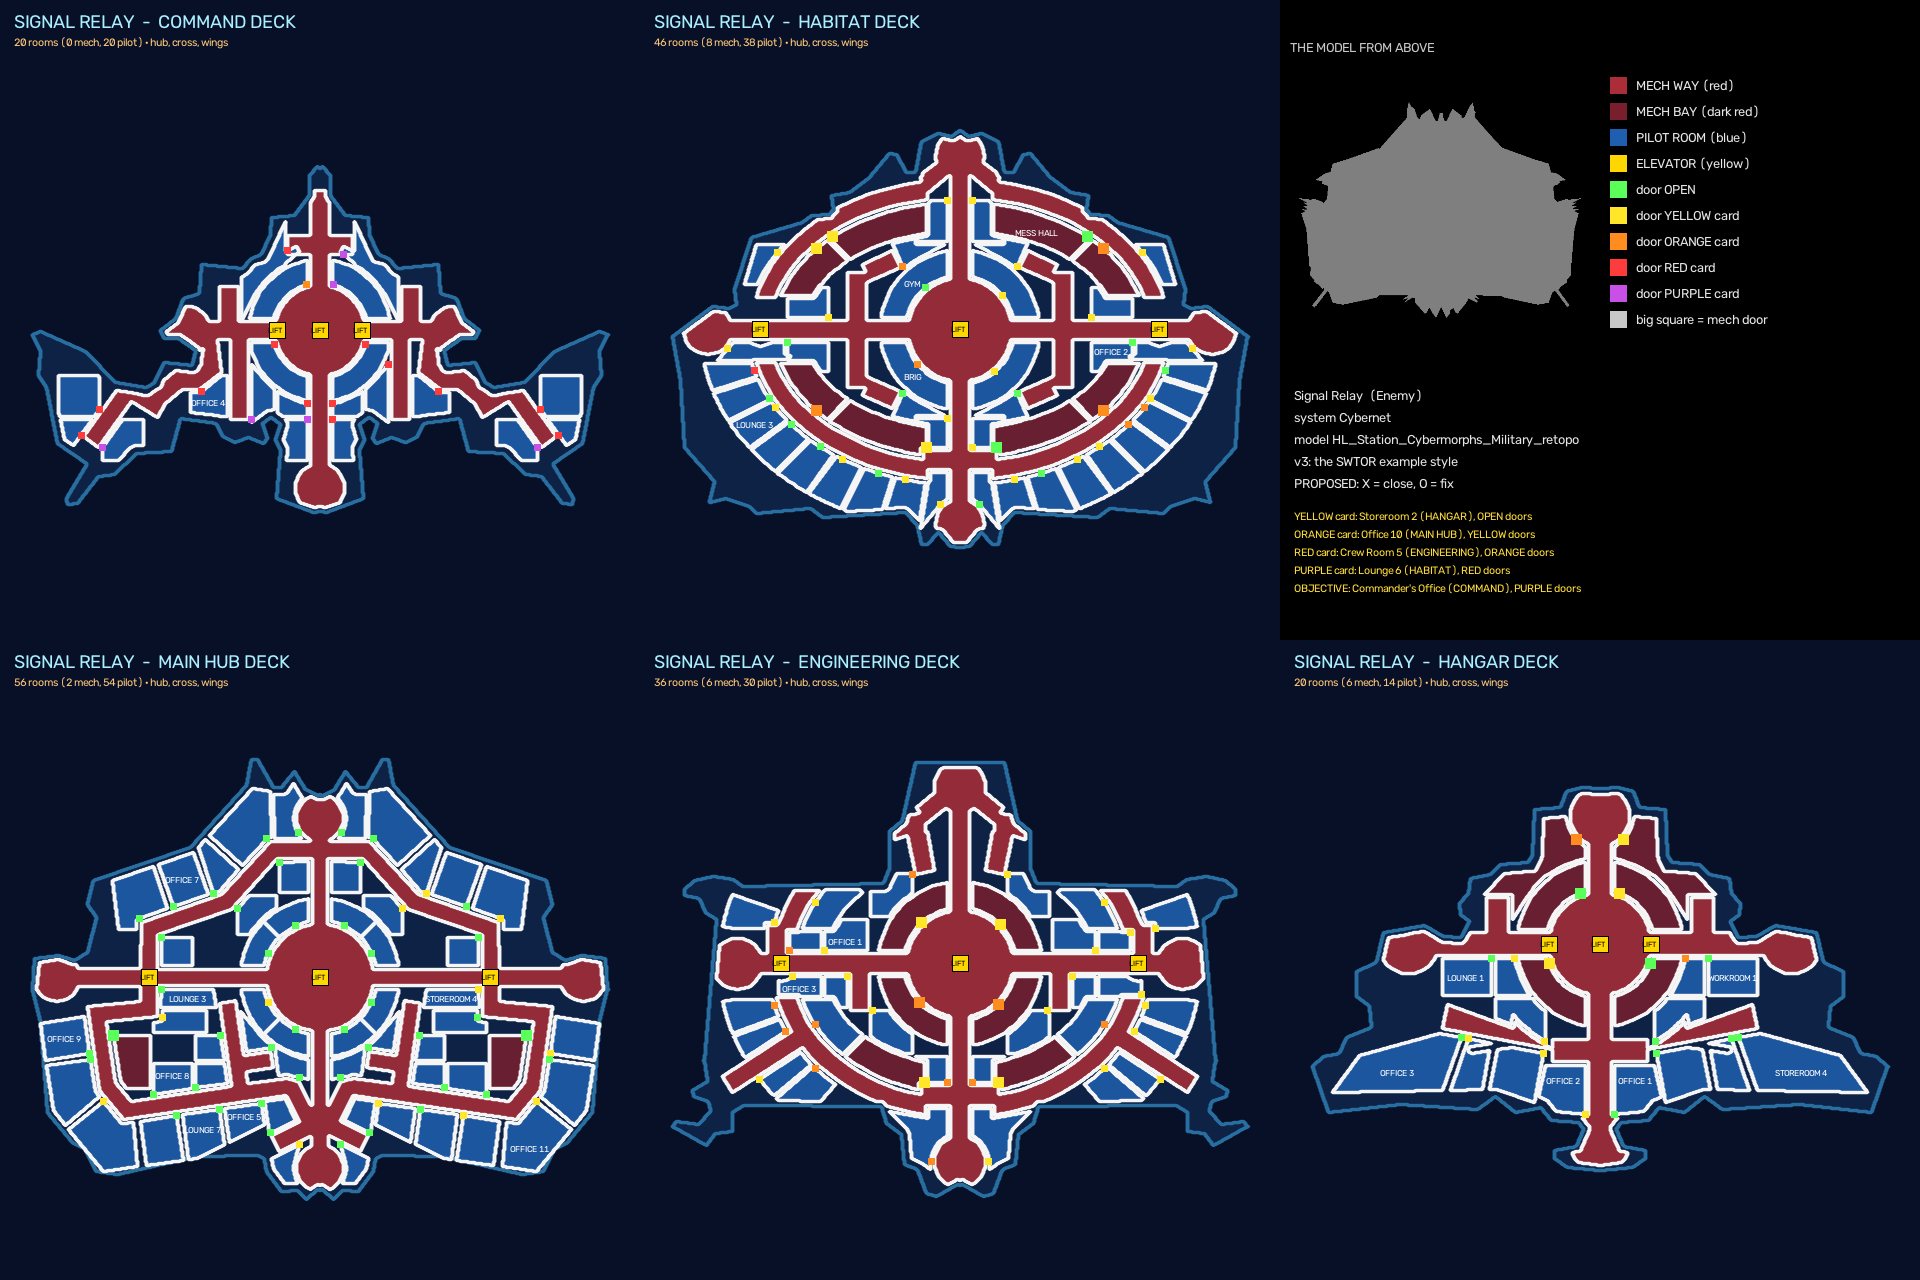 SIGNAL RELAY - COMMAND DECK
20 rooms (0 mech, 20 pilot) • hub, cross, wings
LIFT
LIFT
LIFT
OFFICE 4
SIGNAL RELAY - HABITAT DECK
46 rooms (8 mech, 38 pilot) • hub, cross, wings
MESS HALL
GYM
LIFT
LIFT
LIFT
OFFICE 2
BRIG
LOUNGE 3
THE MODEL FROM ABOVE
MECH WAY (red)
MECH BAY (dark red)
PILOT ROOM (blue)
ELEVATOR (yellow)
door OPEN
door YELLOW card
door ORANGE card
door RED card
door PURPLE card
big square = mech door
Signal Relay (Enemy)
system Cybernet
model HL_Station_Cybermorphs_Military_retopo
v3: the SWTOR example style
PROPOSED: X = close, O = fix
YELLOW card: Storeroom 2 (HANGAR), OPEN doors
ORANGE card: Office 10 (MAIN HUB), YELLOW doors
RED card: Crew Room 5 (ENGINEERING), ORANGE doors
PURPLE card: Lounge 6 (HABITAT), RED doors
OBJECTIVE: Commander's Office (COMMAND), PURPLE doors
SIGNAL RELAY - MAIN HUB DECK
56 rooms (2 mech, 54 pilot) • hub, cross, wings
OFFICE 7
LIFT
LIFT
LIFT
LOUNGE 3
STOREROOM 4
OFFICE 9
OFFICE 8
OFFICE 5
LOUNGE 7
OFFICE 11
SIGNAL RELAY - ENGINEERING DECK
36 rooms (6 mech, 30 pilot) • hub, cross, wings
OFFICE 1
LIFT
LIFT
LIFT
OFFICE 3
SIGNAL RELAY - HANGAR DECK
20 rooms (6 mech, 14 pilot) • hub, cross, wings
LIFT
LIFT
LIFT
LOUNGE 1
WORKROOM 1
OFFICE 3
OFFICE 2
OFFICE 1
STOREROOM 4